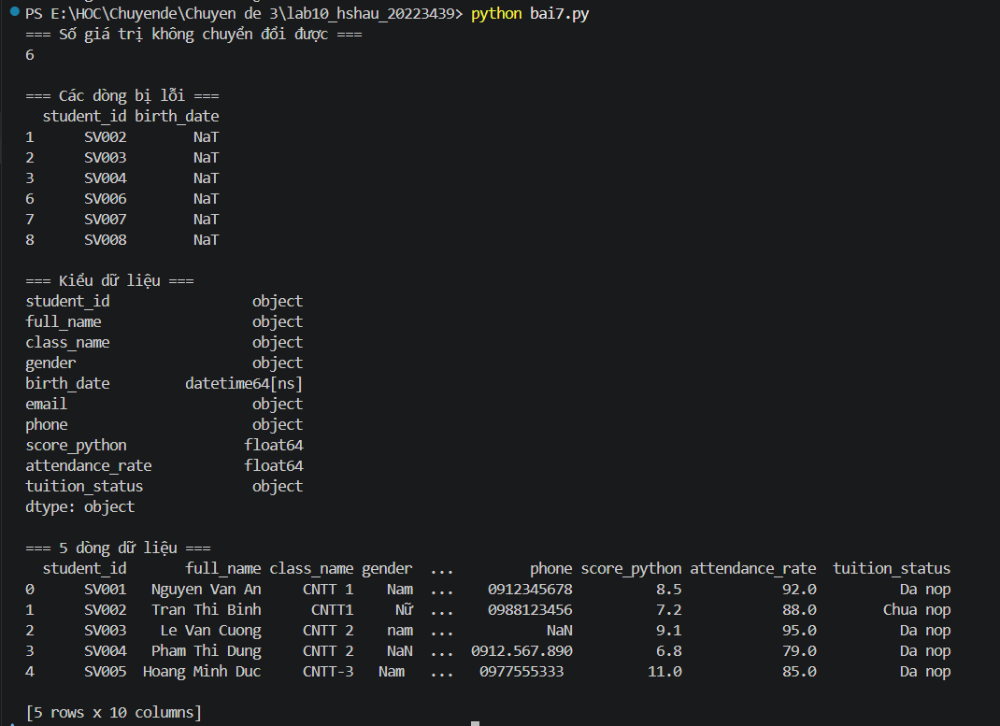 PS E:\HOC\Chuyende\Chuyen de 3\lab10_hshau_20223439> python bai7.py
=== Số giá trị không chuyển đổi được ===
6
=== Các dòng bị lỗi ===
student_id birth_date
1 SV002 NaT
2 SV003 NaT
3 SV004 NaT
6 SV006 NaT
7 SV007 NaT
8 SV008 NaT
=== Kiểu dữ liệu ===
student_id object
full_name object
class_name object
gender object
birth_date datetime64[ns]
email object
phone object
score_python float64
attendance_rate float64
tuition_status object
dtype: object
=== 5 dòng dữ liệu ===
student_id full_name class_name gender ... phone score_python attendance_rate tuition_status
0 SV001 Nguyen Van An CNTT 1 Nam ... 0912345678 8.5 92.0 Da nop
1 SV002 Tran Thi Binh CNTT1 Nữ ... 0988123456 7.2 88.0 Chua nop
2 SV003 Le Van Cuong CNTT 2 nam ... NaN 9.1 95.0 Da nop
3 SV004 Pham Thi Dung CNTT 2 NaN ... 0912.567.890 6.8 79.0 Da nop
4 SV005 Hoang Minh Duc CNTT-3 Nam ... 0977555333 11.0 85.0 Da nop
[5 rows x 10 columns]